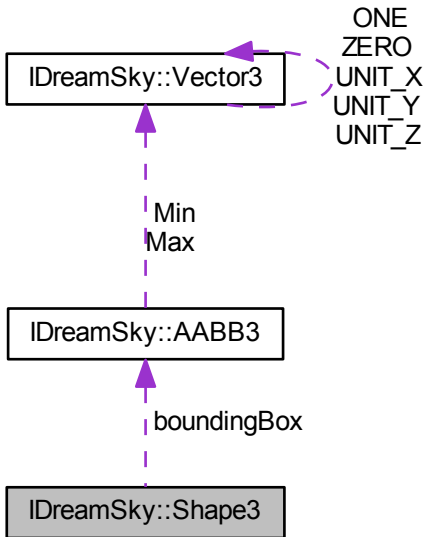 ONE
ZERO
IDreamSky::Vector3
UNIT_X
UNIT_Y
UNIT_Z
Min
Max
IDreamSky::AABB3
boundingBox
IDreamSky::Shape3